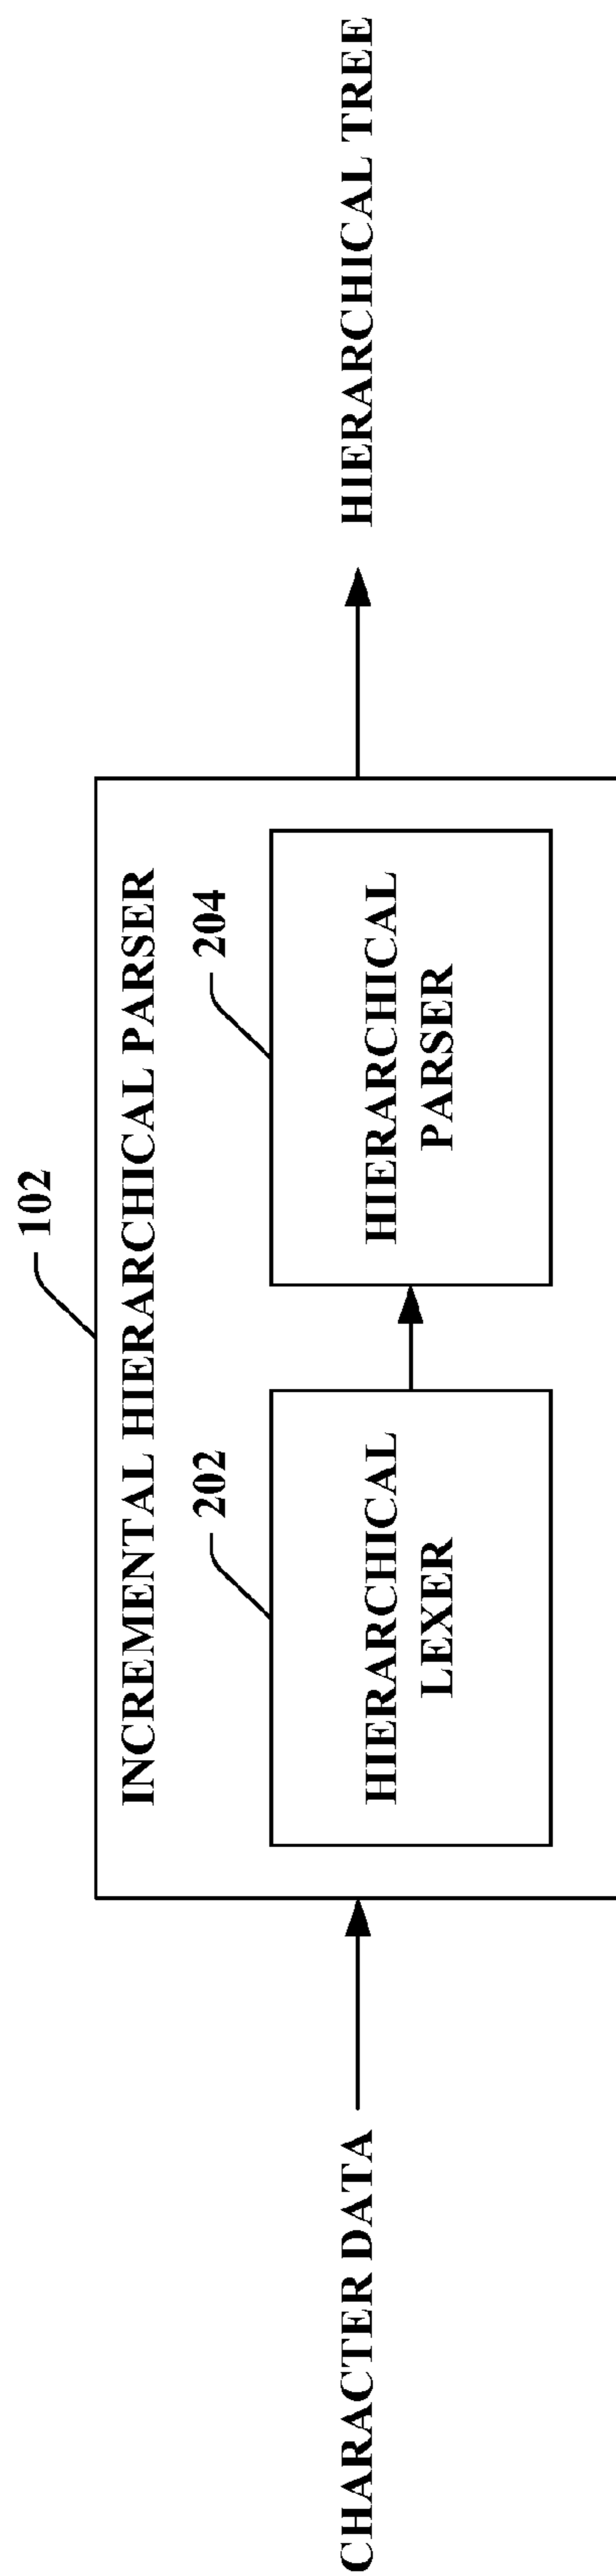 102
INCREMENTAL HIERARCHICAL PARSER
202
204
CHARACTER DATA
HIERARCHICAL
LEXER
HIERARCHICAL
PARSER
HIERARCHICAL TREE